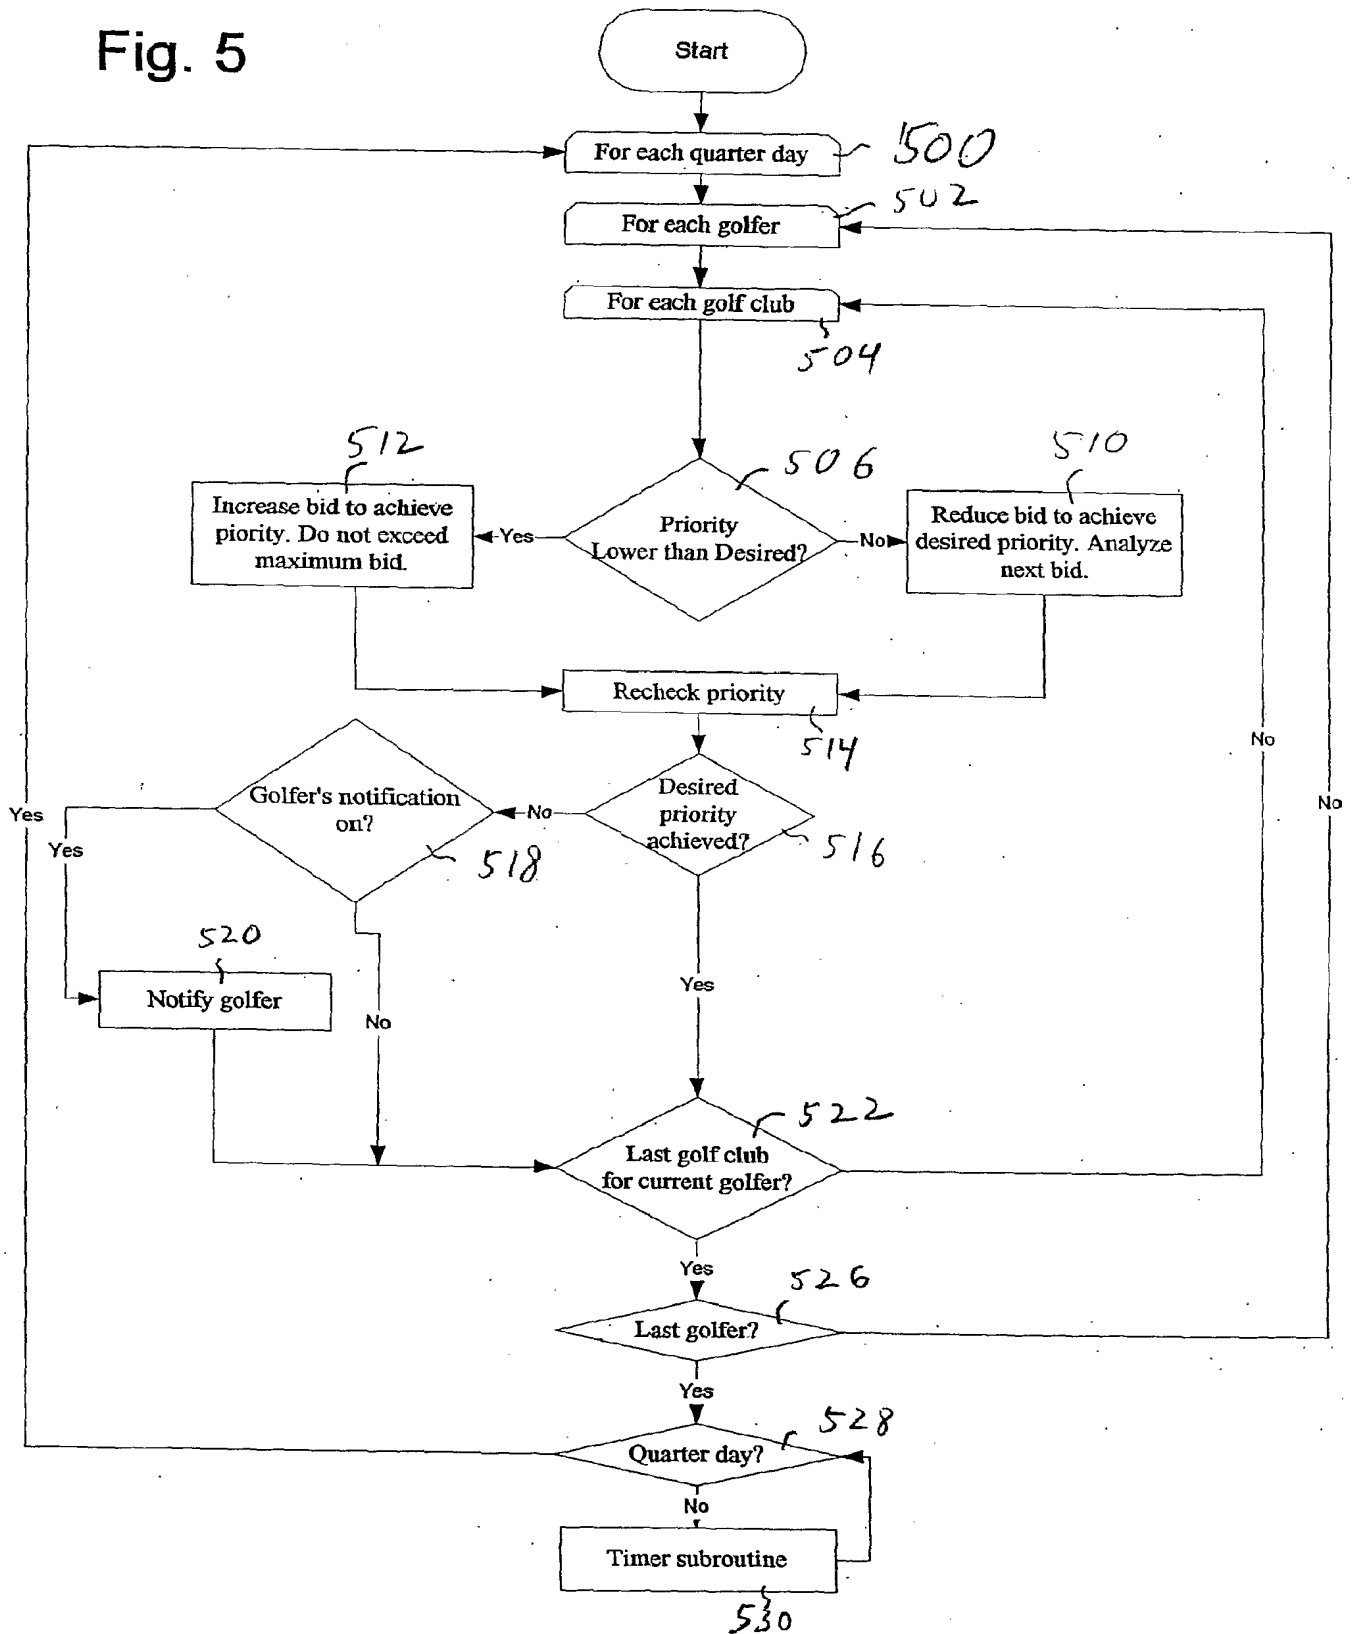 Fig. 5
Start
For each quarter day
500
For each golfer
502
For each golf club
504
512
Increase bid to achieve
piority. Do not exceed
maximum bid.
Yes
506
Priority
Lower than Desired?
No
510
Reduce bid to achieve
desired priority. Analyze
next bid.
Recheck priority
514
No
Golfer's notification
on?
518
No
Desired
priority
achieved?
516
No
Yes
Yes
520
Notify golfer
No
Yes
522
Last golf club
for current golfer?
Yes
526
Last golfer?
Yes
528
Quarter day?
No
Timer subroutine
530